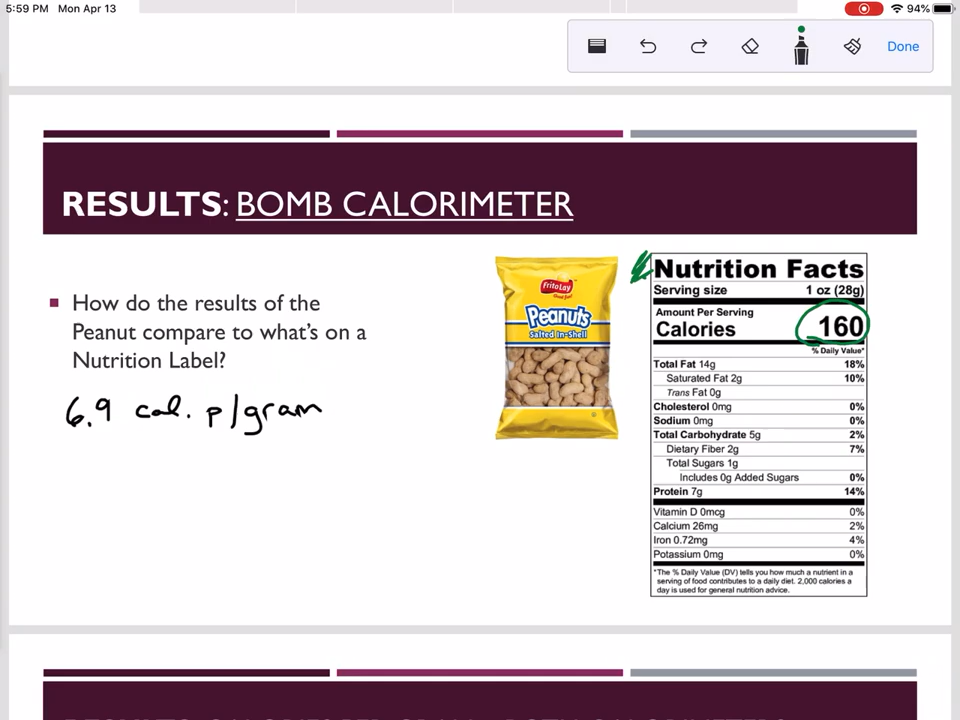 5:59 PM Mon Apr 13
94%
Done
RESULTS: BOMB CALORIMETER
How do the results of the
Peanut compare to what's on a
Nutrition Label?
6.9 cal. p/gram
FritoLay
Peanuts
Salted In-Shell
Nutrition Facts
Serving size 1 oz (28g)
Amount Per Serving
Calories 160
% Daily Value*
Total Fat 14g 18%
Saturated Fat 2g 10%
Trans Fat 0g
Cholesterol 0mg 0%
Sodium 0mg 0%
Total Carbohydrate 5g 2%
Dietary Fiber 2g 7%
Total Sugars 1g
Includes 0g Added Sugars 0%
Protein 7g 14%
Vitamin D 0mcg 0%
Calcium 26mg 2%
Iron 0.72mg 4%
Potassium 0mg 0%
*The % Daily Value (DV) tells you how much a nutrient in a
serving of food contributes to a daily diet. 2,000 calories a
day is used for general nutrition advice.